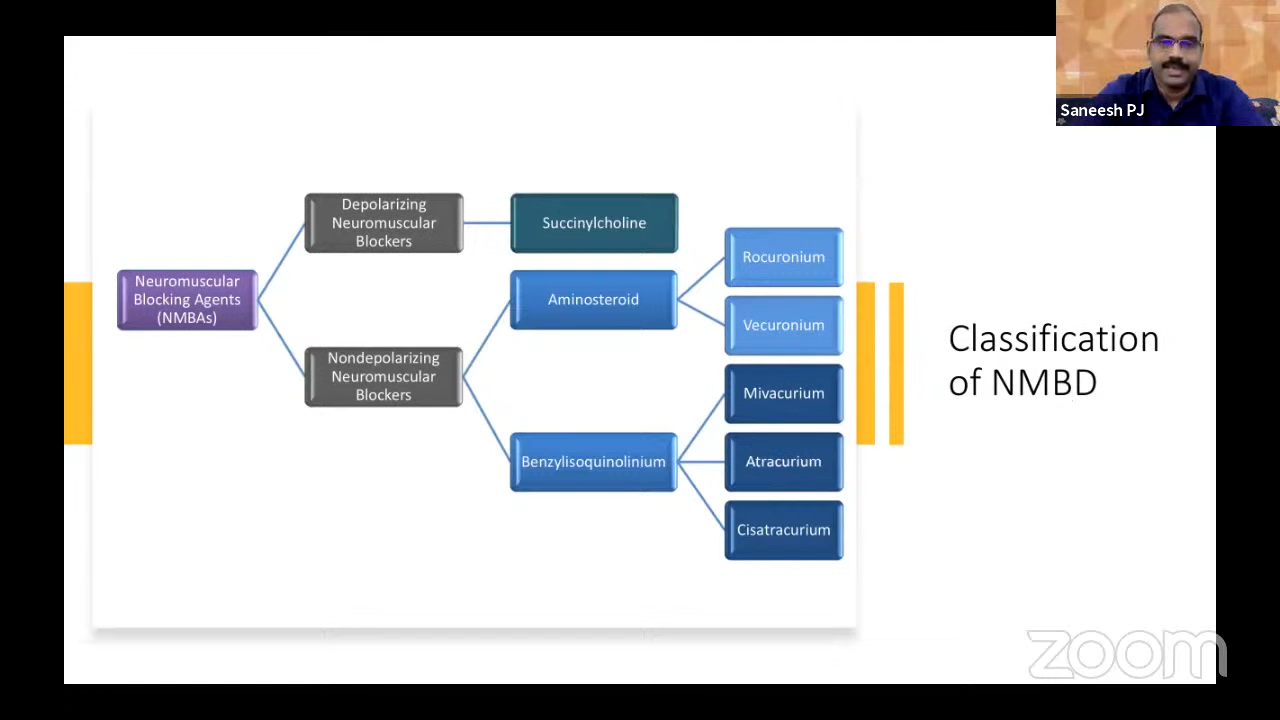 Saneesh PJ
Depolarizing
Neuromuscular
Blockers
Succinylcholine
Rocuronium
Neuromuscular
Blocking Agents
(NMBAs)
Aminosteroid
Vecuronium
Nondepolarizing
Neuromuscular
Blockers
Mivacurium
Benzylisoquinolinium
Atracurium
Cisatracurium
Classification
of NMBD
zoom